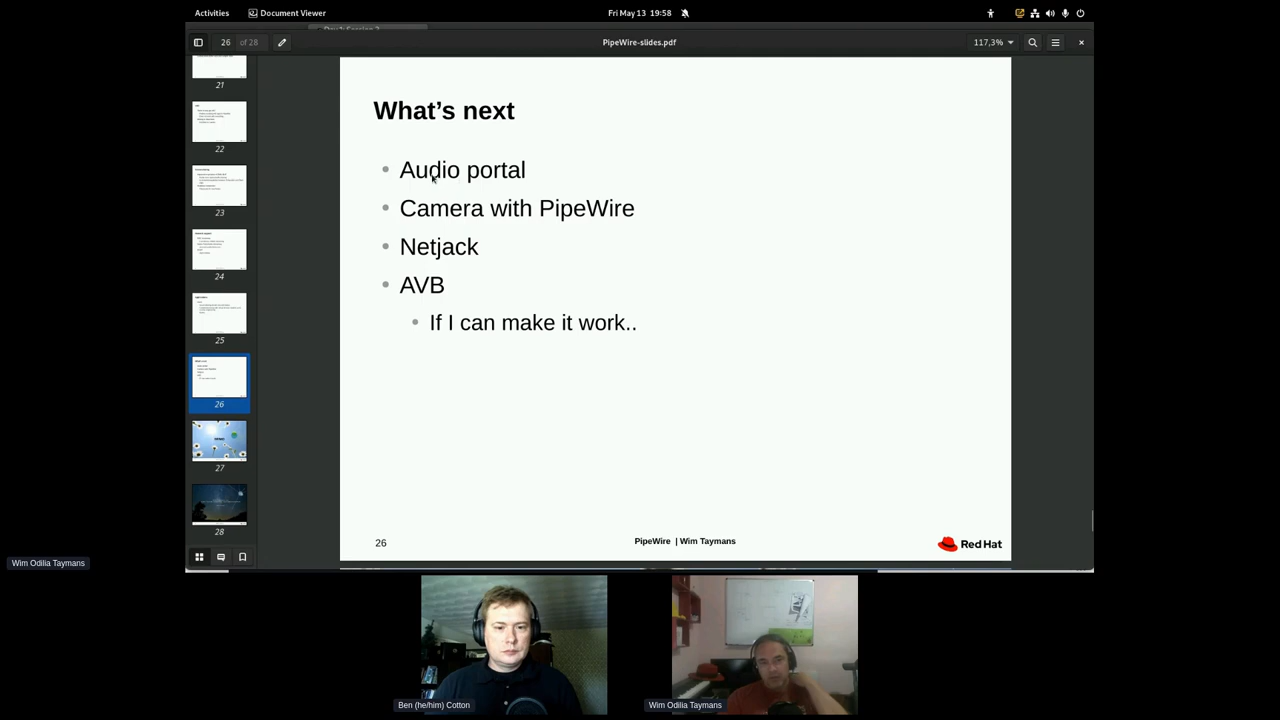 Activities
Document Viewer
Fri May 13 19:58
26 of 28
PipeWire-slides.pdf
117,3%
21
22
23
24
25
26
27
28
What's next
Audio portal
Camera with PipeWire
Netjack
AVB
If I can make it work..
26
PipeWire | Wim Taymans
Red Hat
Wim Odilia Taymans
Ben (he/him) Cotton
Wim Odilia Taymans